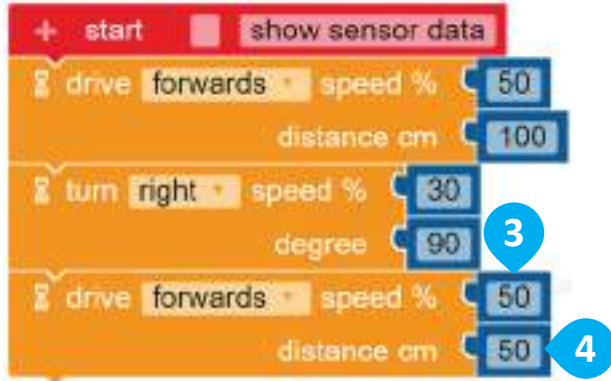 + start show sensor data
drive forwards speed % 50
distance cm 100
turn right speed % 30
degree 90
3
drive forwards speed % 50
distance cm 50
4